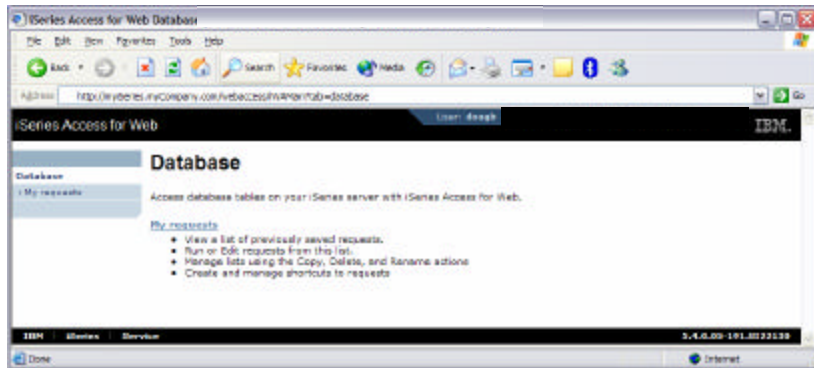 iSeries Access for Web Database
File Edit View Favorites Tools Help
Back Search Favorites Media
Address Go
iSeries Access for Web User: dough IBM.
Database
Database
My requests
Access database tables on your iSeries server with iSeries Access for Web.
My requests
• View a list of previously saved requests.
• Run or Edit requests from this list.
• Manage lists using the Copy, Delete, and Rename actions
• Create and manage shortcuts to requests
IBM iSeries Service
Done Internet